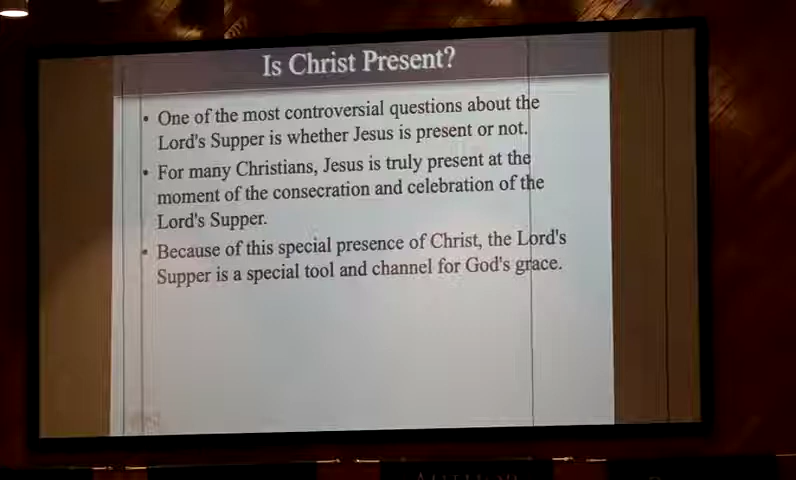 Is Christ Present?
• One of the most controversial questions about the
Lord's Supper is whether Jesus is present or not.
• For many Christians, Jesus is truly present at the
moment of the consecration and celebration of the
Lord's Supper.
• Because of this special presence of Christ, the Lord's
Supper is a special tool and channel for God's grace.